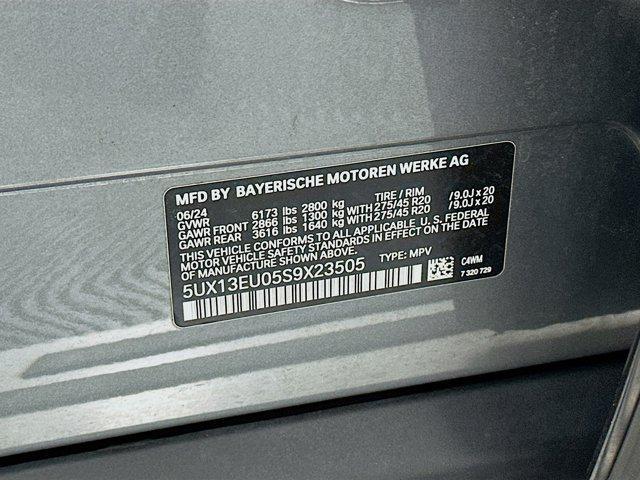 MFD BY BAYERISCHE MOTOREN WERKE AG
06/24 6173 lbs 2800 kg TIRE / RIM
GVWR
GAWR FRONT 2866 lbs 1300 kg WITH 275/45 R20 /9.0J x 20
GAWR REAR 3616 lbs 1640 kg WITH 275/45 R20 /9.0J x 20
THIS VEHICLE CONFORMS TO ALL APPLICABLE U.S. FEDERAL
MOTOR VEHICLE SAFETY STANDARDS IN EFFECT ON THE DATE
OF MANUFACTURE SHOWN ABOVE.
5UX13EU05S9X23505 TYPE: MPV
C4WM
7 320 729